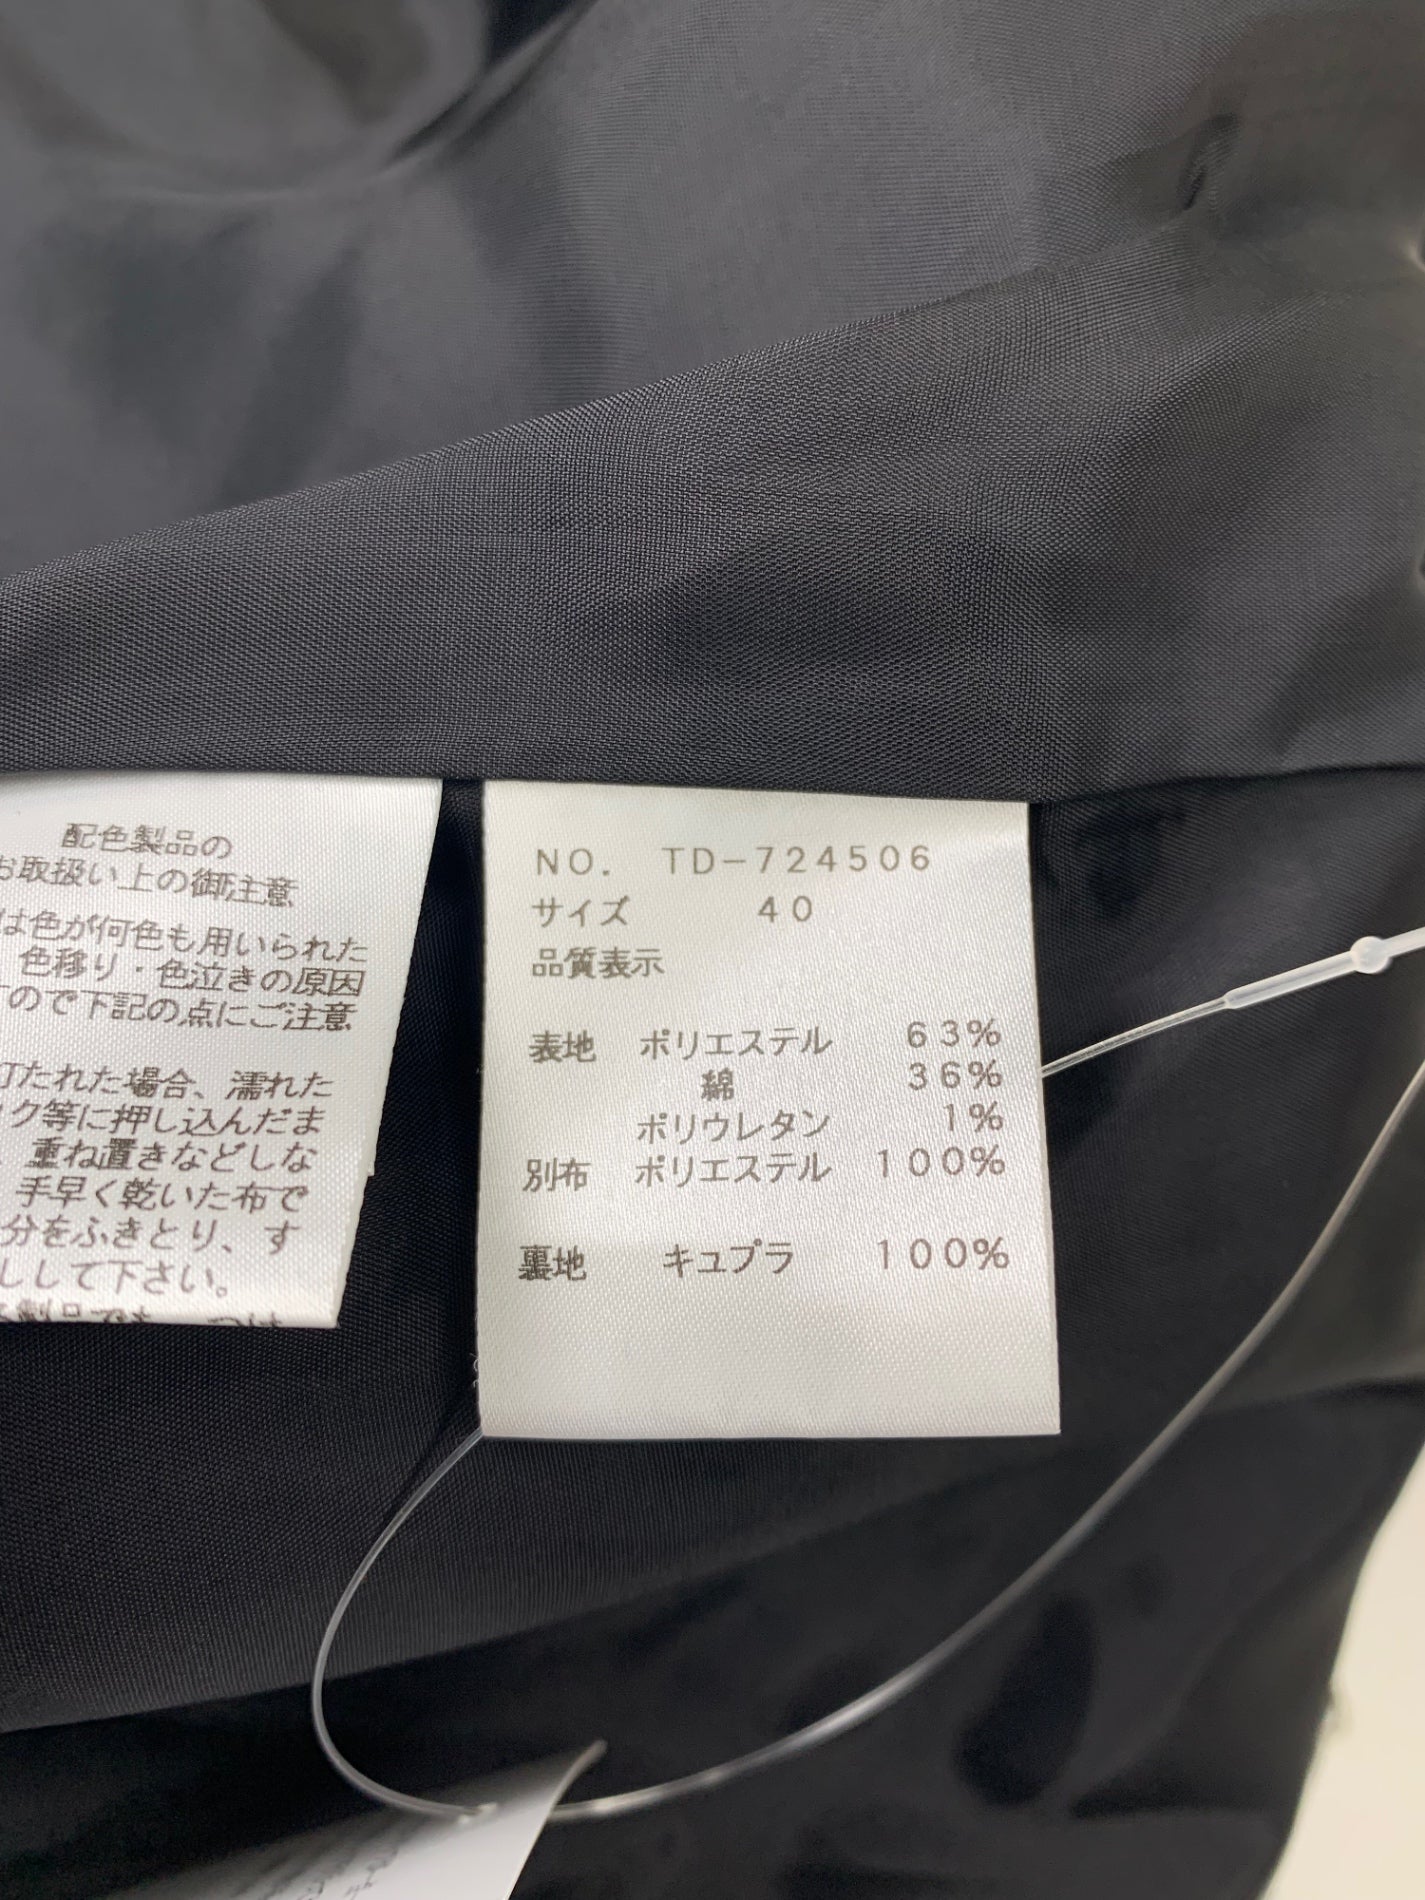 配色製品の
お取扱い上の御注意
は色が何色も用いられた
色移り・色泣きの原因
ので下記の点にご注意
打たれた場合、濡れた
ク等に押し込んだま
重ね置きなどしな
手早く乾いた布で
分をふきとり、す
して下さい。
NO. TD-724506
サイズ 40
品質表示
表地 ポリエステル 63%
綿 36%
ポリウレタン 1%
別布 ポリエステル 100%
裏地 キュプラ 100%